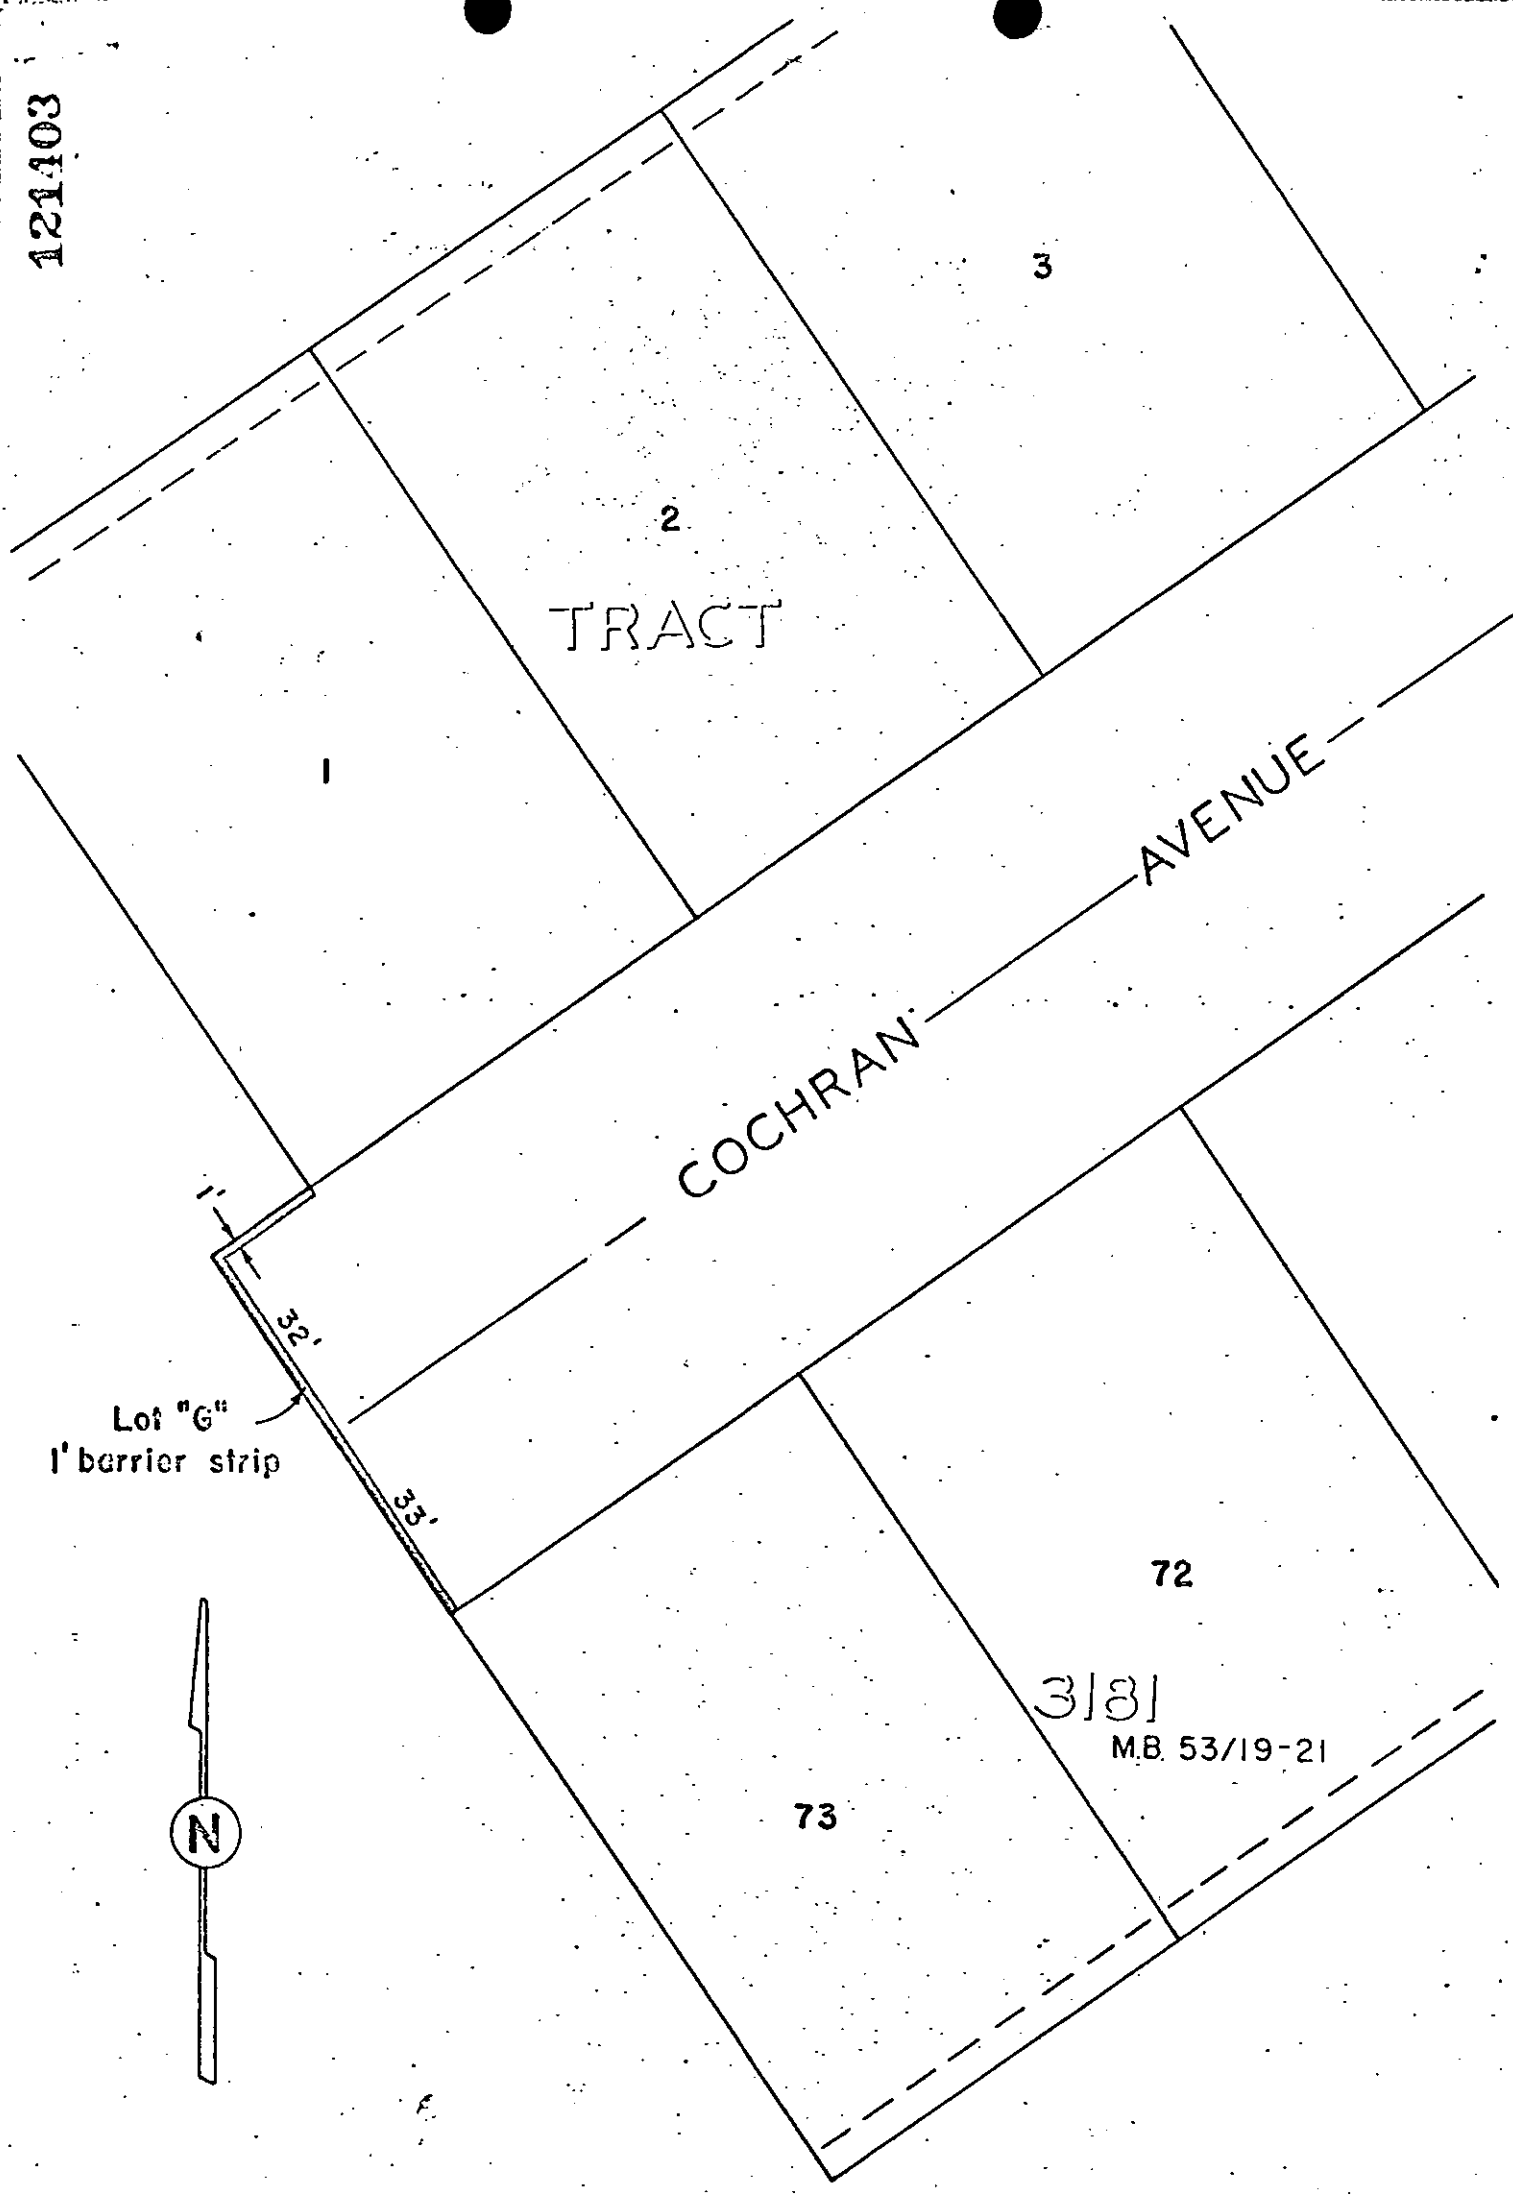 121403
3
2
TRACT
1
COCHRAN AVENUE
1'
32'
Lot "G"
1' barrier strip
33'
72
3181
M.B. 53/19-21
73
N